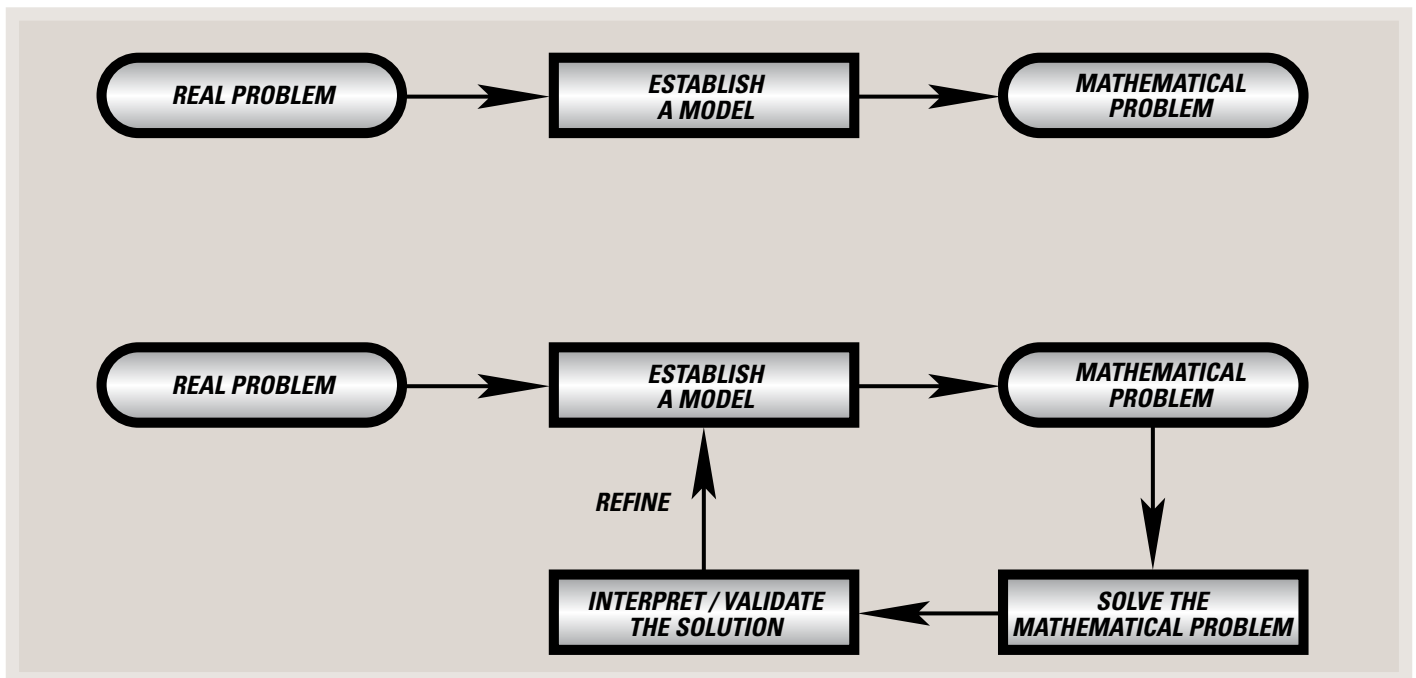 REAL PROBLEM
ESTABLISH
A MODEL
MATHEMATICAL
PROBLEM
REAL PROBLEM
ESTABLISH
A MODEL
MATHEMATICAL
PROBLEM
REFINE
INTERPRET / VALIDATE
THE SOLUTION
SOLVE THE
MATHEMATICAL PROBLEM